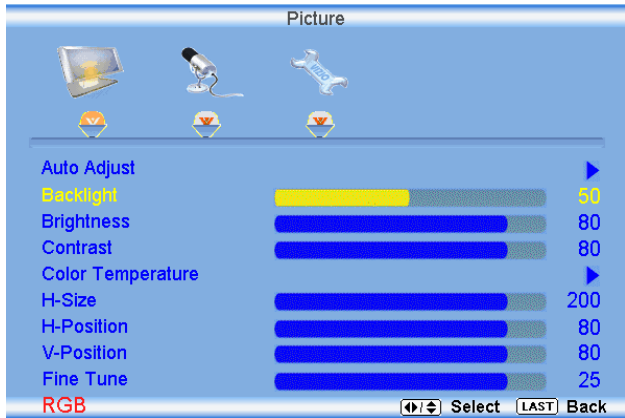 Picture
VIZIO
Auto Adjust
Backlight 50
Brightness 80
Contrast 80
Color Temperature
H-Size 200
H-Position 80
V-Position 80
Fine Tune 25
RGB Select LAST Back